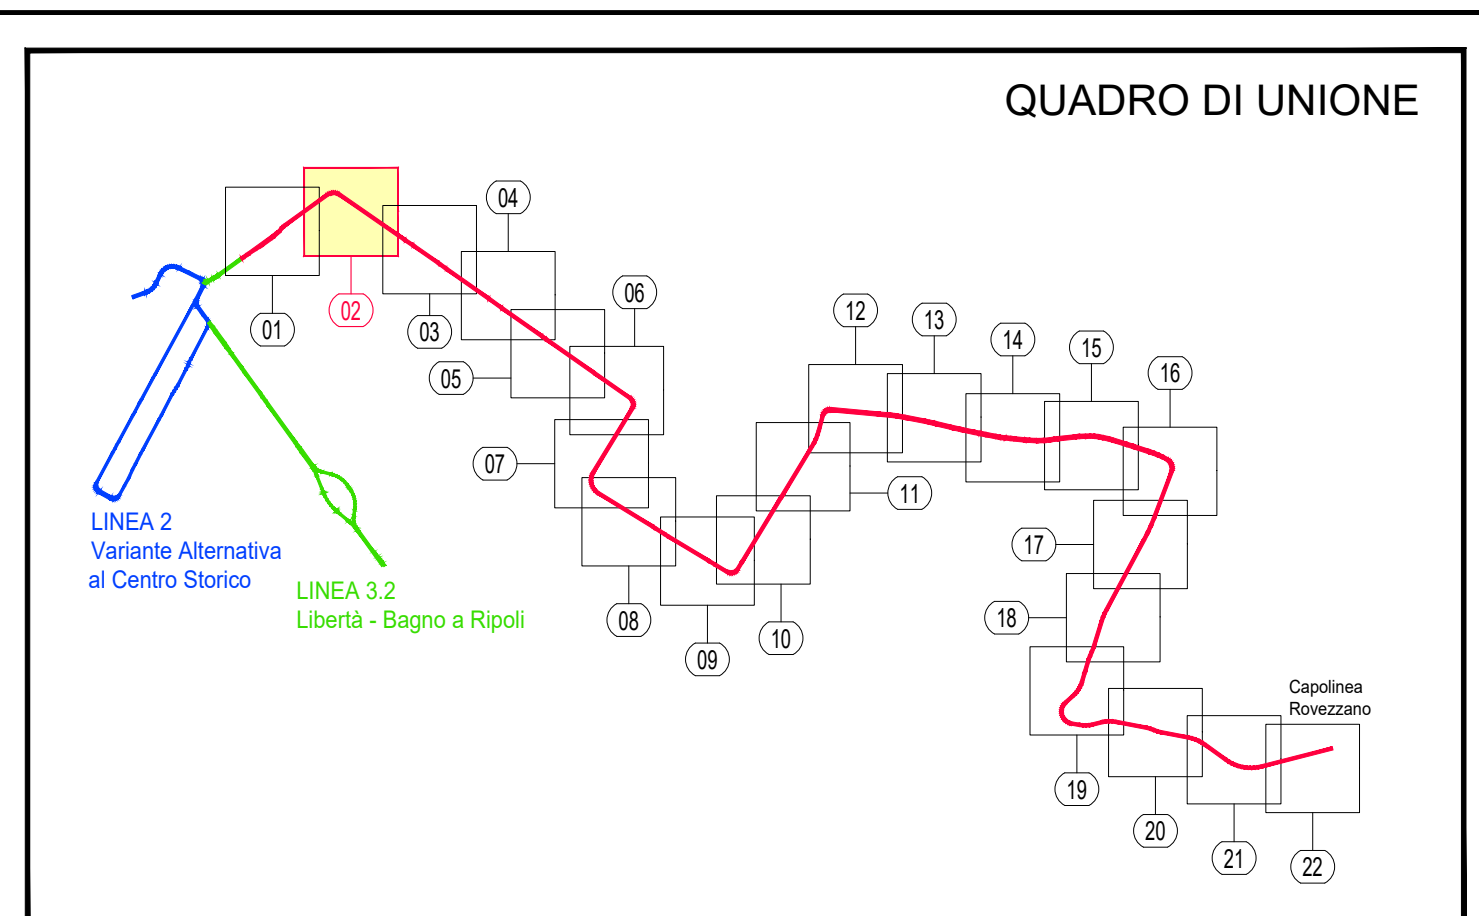 QUADRO DI UNIONE
04
06
12
13
14
15
16
01
02
03
05
07
11
17
18
08
09
10
LINEA 2
Variante Alternativa
al Centro Storico
LINEA 3.2
Libertà - Bagno a Ripoli
Capolinea
Rovezzano
19
20
21
22